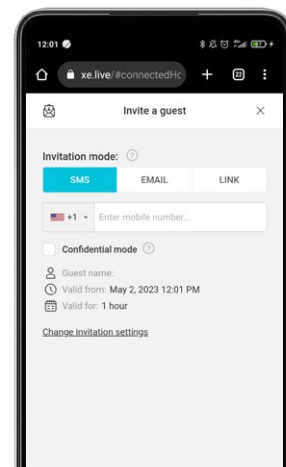 12:01
xe.live/#connectedHc
22
Invite a guest
Invitation mode:
SMS EMAIL LINK
+1 Enter mobile number...
Confidential mode
Guest name:
Valid from: May 2, 2023 12:01 PM
Valid for: 1 hour
Change invitation settings